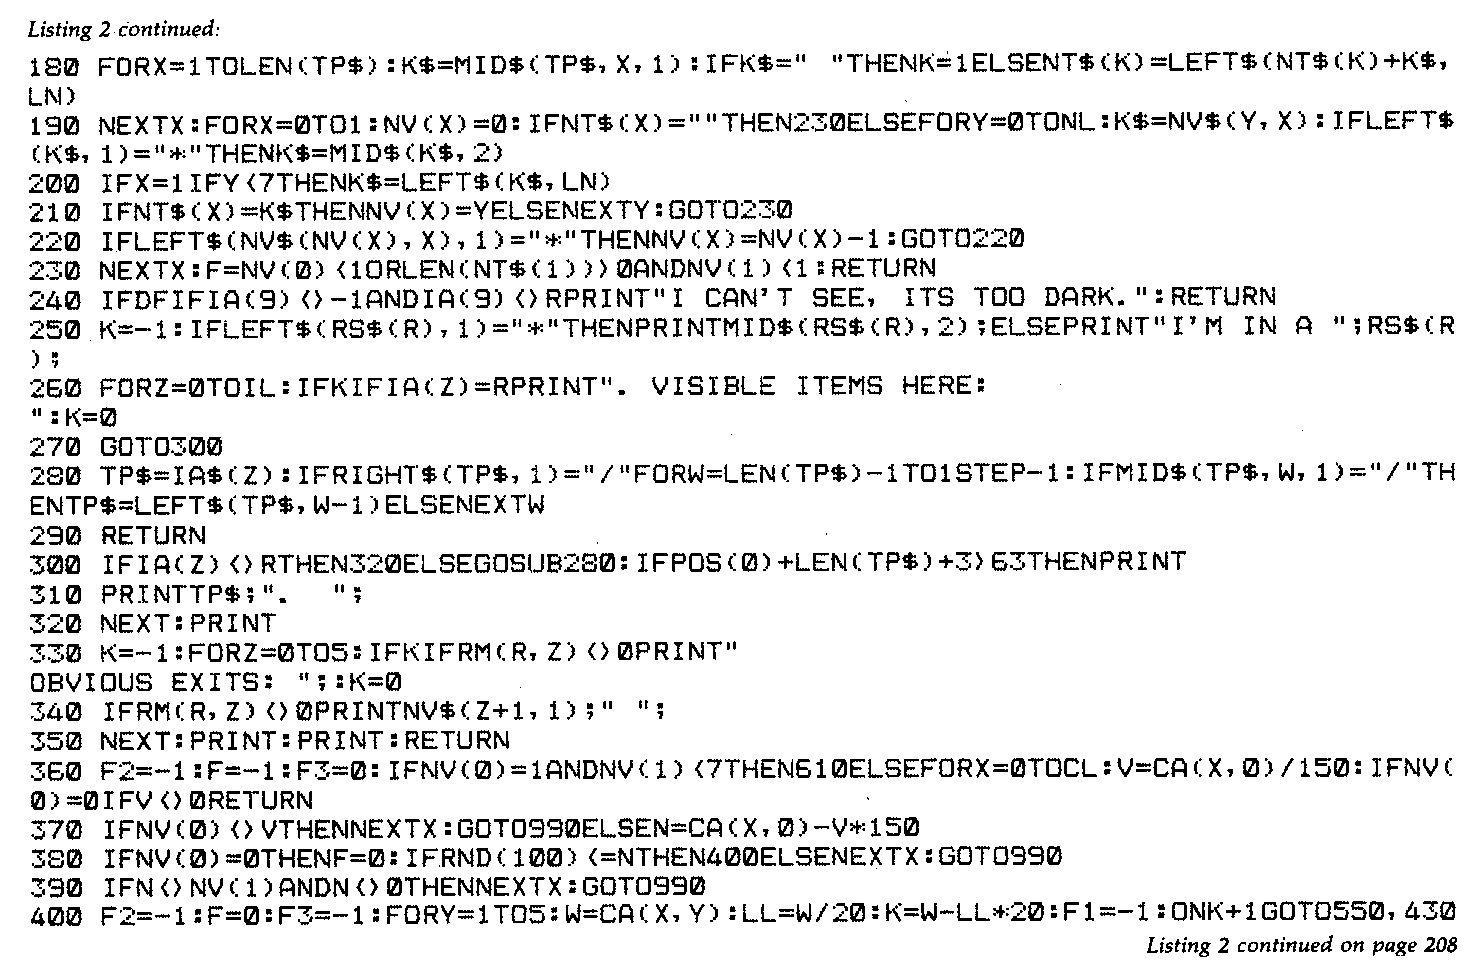 Listing 2 continued:
180 FORX=1TOLEN(TP$):K$=MID$(TP$,X,1):IFK$=" "THENK=1ELSENT$(K)=LEFT$(NT$(K)+K$,
LN)
190 NEXTX:FORX=0TO1:NV(X)=0:IFNT$(X)=""THEN230ELSEFORY=0TONL:K$=NV$(Y,X):IFLEFT$
(K$,1)="*"THENK$=MID$(K$,2)
200 IFX=1IFY<7THENK$=LEFT$(K$,LN)
210 IFNT$(X)=K$THENNV(X)=YELSENEXTY:GOTO230
220 IFLEFT$(NV$(NV(X),X),1)="*"THENNV(X)=NV(X)-1:GOTO220
230 NEXTX:F=NV(0)<1ORLEN(NT$(1))>0ANDNV(1)<1:RETURN
240 IFDFIFIA(9)<>-1ANDIA(9)<>RPRINT"I CAN'T SEE, ITS TOO DARK.":RETURN
250 K=-1:IFLEFT$(RS$(R),1)="*"THENPRINTMID$(RS$(R),2);ELSEPRINT"I'M IN A ";RS$(R
);
260 FORZ=0TOIL:IFKIFIA(Z)=RPRINT". VISIBLE ITEMS HERE:
":K=0
270 GOTO300
280 TP$=IA$(Z):IFRIGHT$(TP$,1)="/"FORW=LEN(TP$)-1TO1STEP-1:IFMID$(TP$,W,1)="/"TH
ENTP$=LEFT$(TP$,W-1)ELSENEXTW
290 RETURN
300 IFIA(Z)<>RTHEN320ELSEGOSUB280:IFPOS(0)+LEN(TP$)+3>63THENPRINT
310 PRINTTP$;".  ";
320 NEXT:PRINT
330 K=-1:FORZ=0TO5:IFKIFRM(R,Z)<>0PRINT"
OBVIOUS EXITS: ";:K=0
340 IFRM(R,Z)<>0PRINTNV$(Z+1,1);" ";
350 NEXT:PRINT:PRINT:RETURN
360 F2=-1:F=-1:F3=0:IFNV(0)=1ANDNV(1)<7THEN610ELSEFORX=0TOCL:V=CA(X,0)/150:IFNV(
0)=0IFV<>0RETURN
370 IFNV(0)<>VTHENNEXTX:GOTO990ELSEN=CA(X,0)-V*150
380 IFNV(0)=0THENF=0:IFRND(100)<=NTHEN400ELSENEXTX:GOTO990
390 IFN<>NV(1)ANDN<>0THENNEXTX:GOTO990
400 F2=-1:F=0:F3=-1:FORY=1TO5:W=CA(X,Y):LL=W/20:K=W-LL*20:F1=-1:ONK+1GOTO550,430
Listing 2 continued on page 208